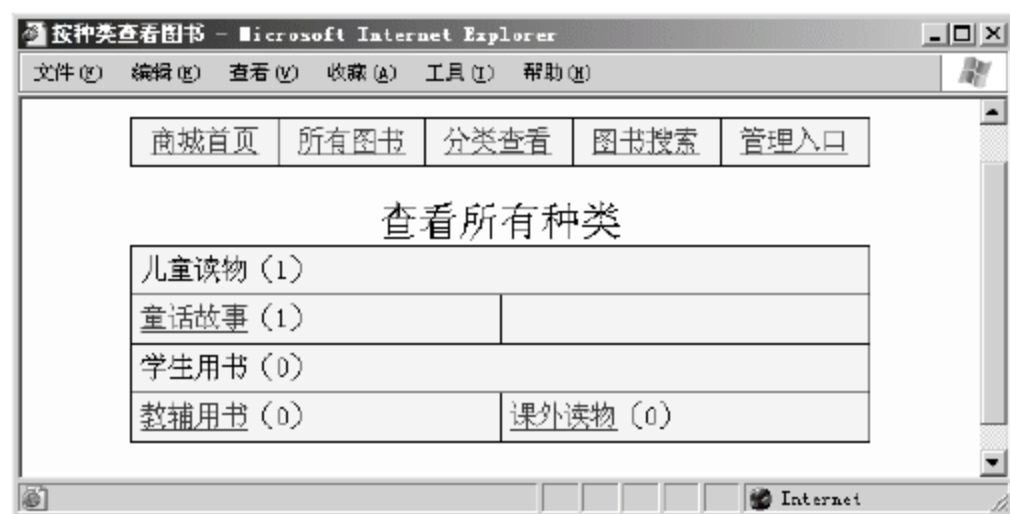 按种类查看图书 - Microsoft Internet Explorer
文件(F) 编辑(E) 查看(V) 收藏(A) 工具(T) 帮助(H)
商城首页 所有图书 分类查看 图书搜索 管理入口
查看所有种类
儿童读物（1）
童话故事（1）
学生用书（0）
教辅用书（0） 课外读物（0）
Internet